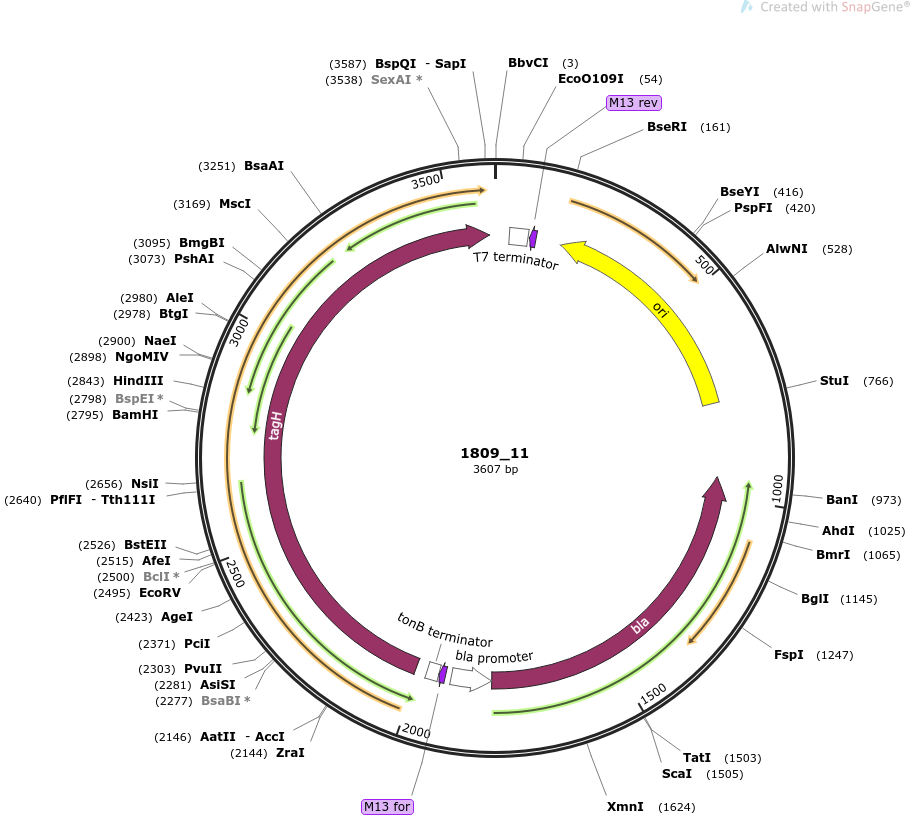 Created with SnapGene®
(3587) BspQI - SapI
(3538) SexAI *
BbvCI (3)
EcoO109I (54)
M13 rev
BseRI (161)
BseYI (416)
PspFI (420)
AlwNI (528)
StuI (766)
BanI (973)
AhdI (1025)
BmrI (1065)
BglI (1145)
FspI (1247)
TatI (1503)
ScaI (1505)
XmnI (1624)
M13 for
(2144) ZraI
(2146) AatII - AccI
(2277) BsaBI *
(2281) AsiSI
(2303) PvuII
(2371) PciI
(2423) AgeI
(2495) EcoRV
(2500) BclI *
(2515) AfeI
(2526) BstEII
(2640) PflFI - Tth111I
(2656) NsiI
(2795) BamHI
(2798) BspEI *
(2843) HindIII
(2898) NgoMIV
(2900) NaeI
(2978) BtgI
(2980) AleI
(3073) PshAI
(3095) BmgBI
(3169) MscI
(3251) BsaAI
500
1000
1500
2000
2500
3000
3500
T7 terminator
ori
bla
bla promoter
tonB terminator
tagH
1809_11
3607 bp